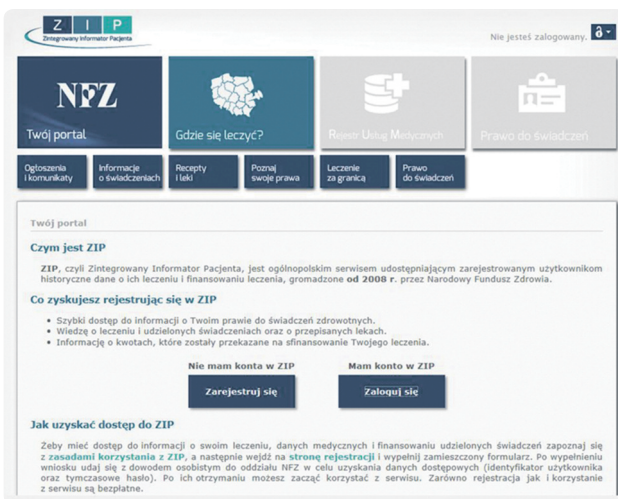 Z I P
Zintegrowany Informator Pacjenta
Nie jesteś zalogowany.
NFZ
Twój portal
Gdzie się leczyć?
Rejestr Usług Medycznych
Prawo do świadczeń
Ogłoszenia
i komunikaty
Informacje
o świadczeniach
Recepty
i leki
Poznaj
swoje prawa
Leczenie
za granicą
Prawo
do świadczeń
Twój portal
Czym jest ZIP
ZIP, czyli Zintegrowany Informator Pacjenta, jest ogólnopolskim serwisem udostępniającym zarejestrowanym użytkownikom
historyczne dane o ich leczeniu i finansowaniu leczenia, gromadzone od 2008 r. przez Narodowy Fundusz Zdrowia.
Co zyskujesz rejestrując się w ZIP
• Szybki dostęp do informacji o Twoim prawie do świadczeń zdrowotnych.
• Wiedzę o leczeniu i udzielonych świadczeniach oraz o przepisanych lekach.
• Informację o kwotach, które zostały przekazane na sfinansowanie Twojego leczenia.
Nie mam konta w ZIP
Mam konto w ZIP
Zarejestruj się
Zaloguj się
Jak uzyskać dostęp do ZIP
Żeby mieć dostęp do informacji o swoim leczeniu, danych medycznych i finansowaniu udzielonych świadczeń zapoznaj się
z zasadami korzystania z ZIP, a następnie wejdź na stronę rejestracji i wypełnij zamieszczony formularz. Po wypełnieniu
wniosku udaj się z dowodem osobistym do oddziału NFZ w celu uzyskania danych dostępowych (identyfikator użytkownika
oraz tymczasowe hasło). Po ich otrzymaniu możesz zacząć korzystać z serwisu. Zarówno rejestracja jak i korzystanie
z serwisu są bezpłatne.